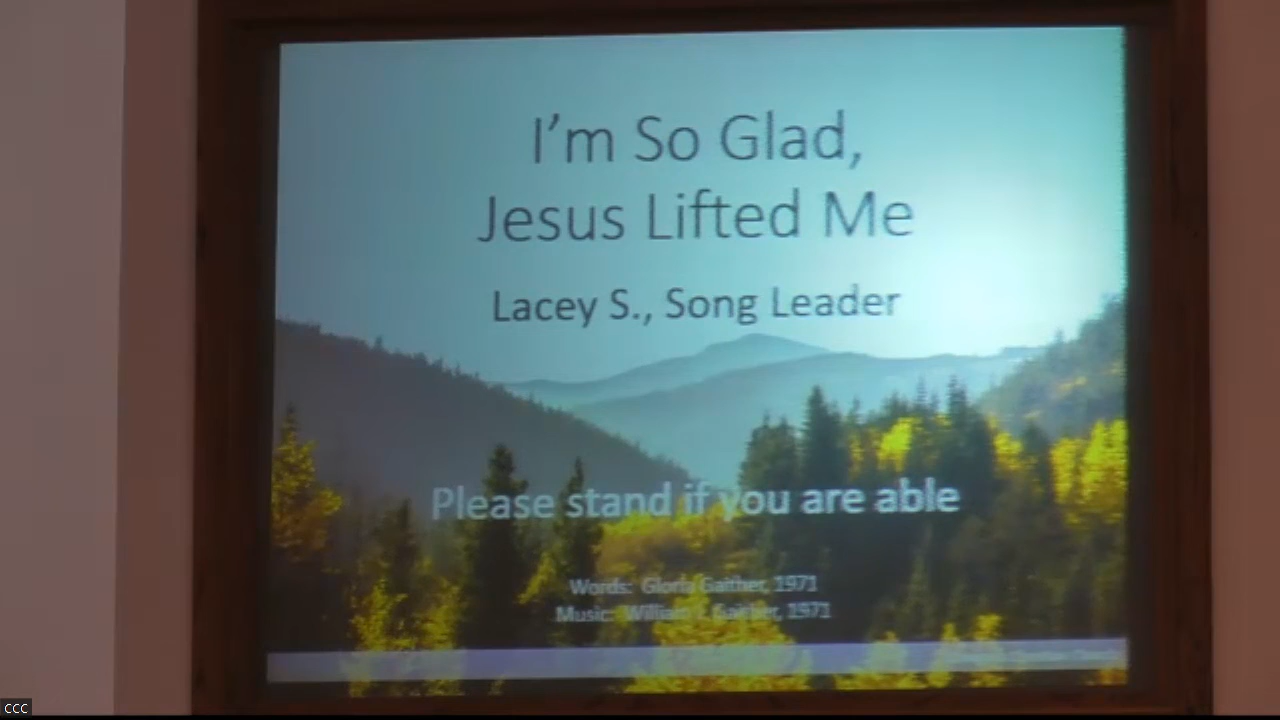 I'm So Glad,
Jesus Lifted Me
Lacey S., Song Leader
Please stand if you are able
Words: Gloria Gaither, 1971
Music: William Gaither, 1971
ccc